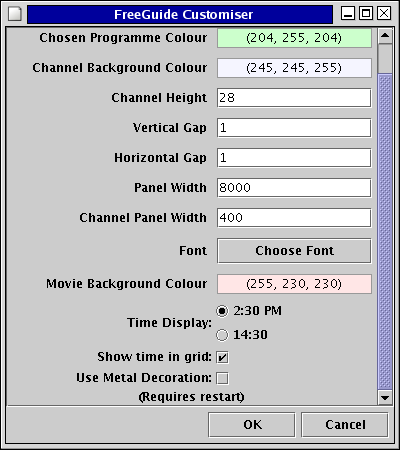 FreeGuide Customiser
Chosen Programme Colour (204, 255, 204)
Channel Background Colour (245, 245, 255)
Channel Height 28
Vertical Gap 1
Horizontal Gap 1
Panel Width 8000
Channel Panel Width 400
Font Choose Font
Movie Background Colour (255, 230, 230)
Time Display: 2:30 PM
14:30
Show time in grid:
Use Metal Decoration:
(Requires restart)
OK Cancel